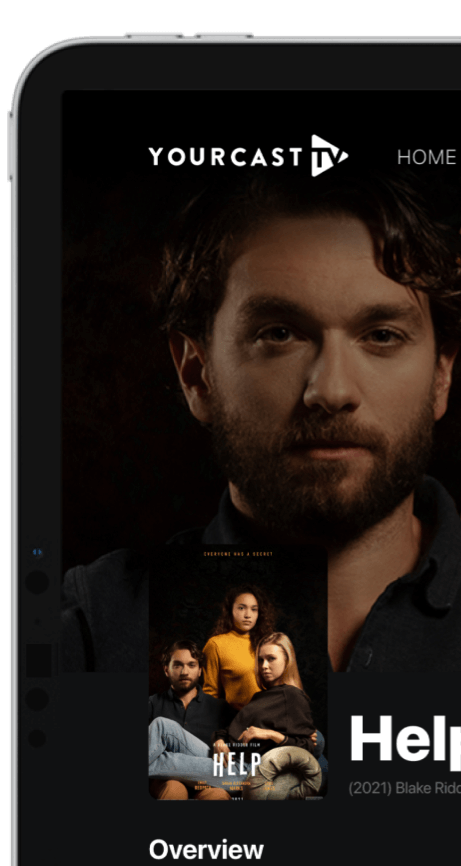 YOURCAST TV
HOME
EVERYONE HAS A SECRET
A BLAKE RIDDER FILM
HELP
Help
(2021) Blake Ridd
Overview